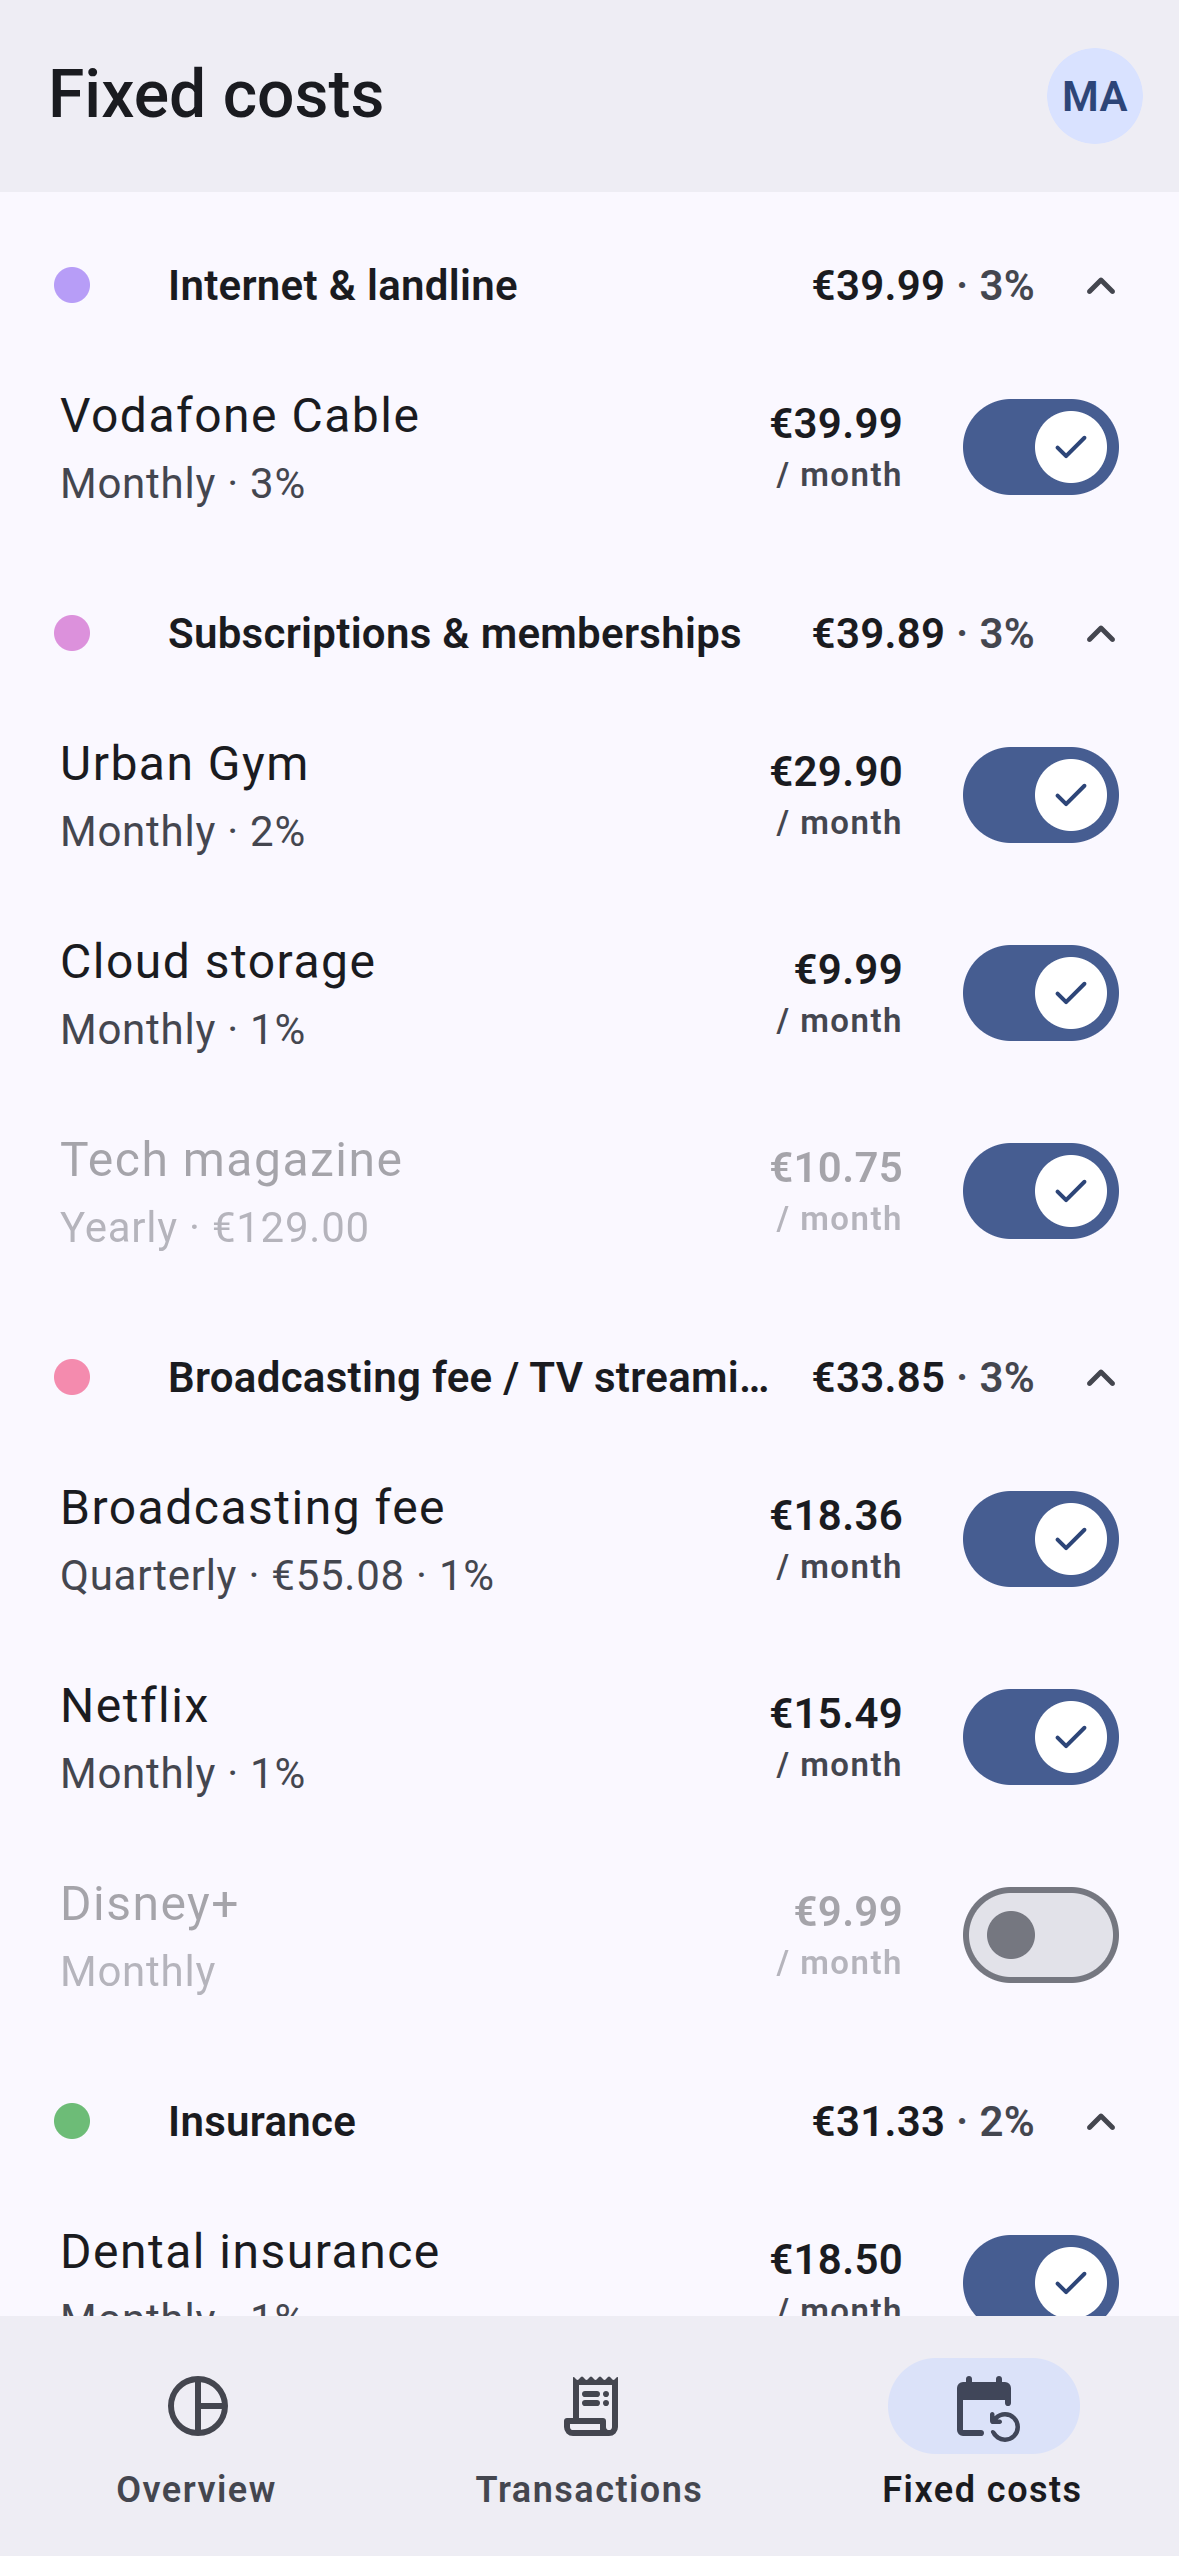 Fixed costs
MA
Internet & landline €39.99 · 3%
Vodafone Cable
Monthly · 3%
€39.99
/ month
Subscriptions & memberships €39.89 · 3%
Urban Gym
Monthly · 2%
€29.90
/ month
Cloud storage
Monthly · 1%
€9.99
/ month
Tech magazine
Yearly · €129.00
€10.75
/ month
Broadcasting fee / TV streami… €33.85 · 3%
Broadcasting fee
Quarterly · €55.08 · 1%
€18.36
/ month
Netflix
Monthly · 1%
€15.49
/ month
Disney+
Monthly
€9.99
/ month
Insurance €31.33 · 2%
Dental insurance
Monthly · 1%
€18.50
/ month
Overview
Transactions
Fixed costs